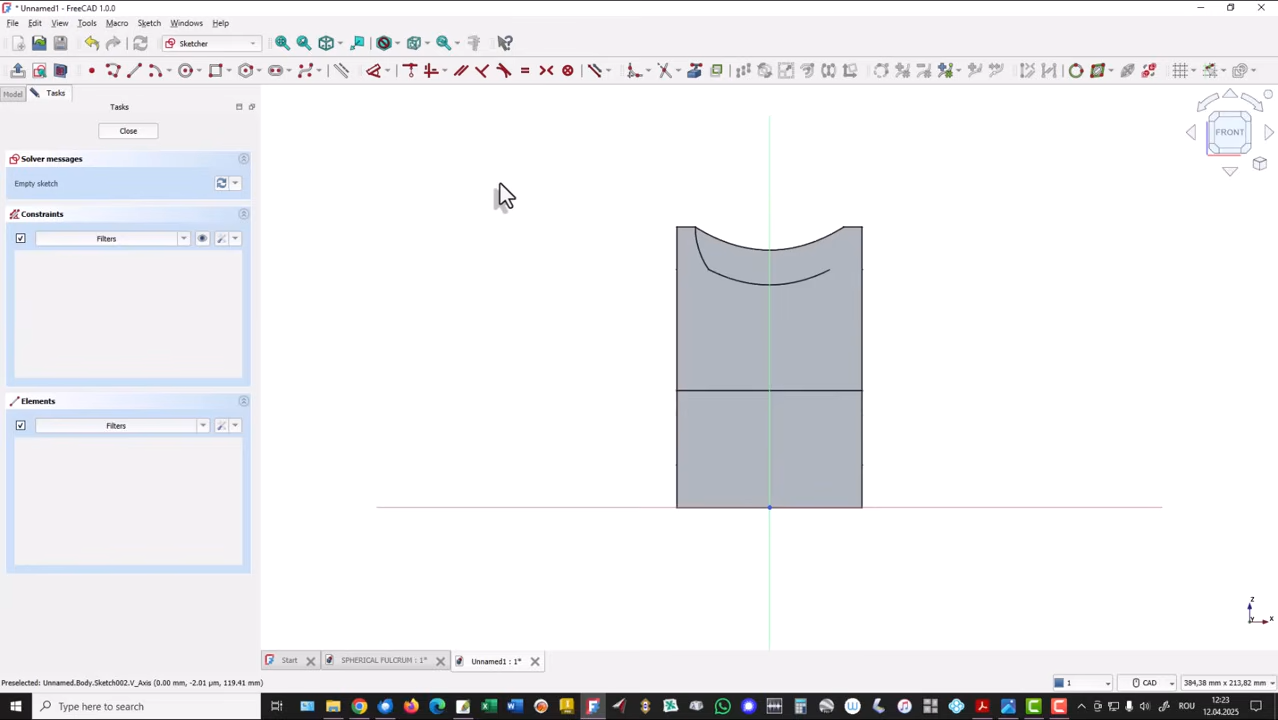 * Unnamed1 - FreeCAD 1.0.0
File Edit View Tools Macro Sketch Windows Help
Sketcher
Model Tasks
Tasks
Close
Solver messages
Empty sketch
Constraints
Filters
Elements
Filters
FRONT
Z
Y X
Start SPHERICAL FULCRUM : 1* Unnamed1 : 1*
Preselected: Unnamed.Body.Sketch002.V_Axis (0.00 mm, -2.01 μm, 119.41 mm)
1 CAD 384,38 mm x 213,82 mm
Type here to search
ROU
12:23
12.04.2025